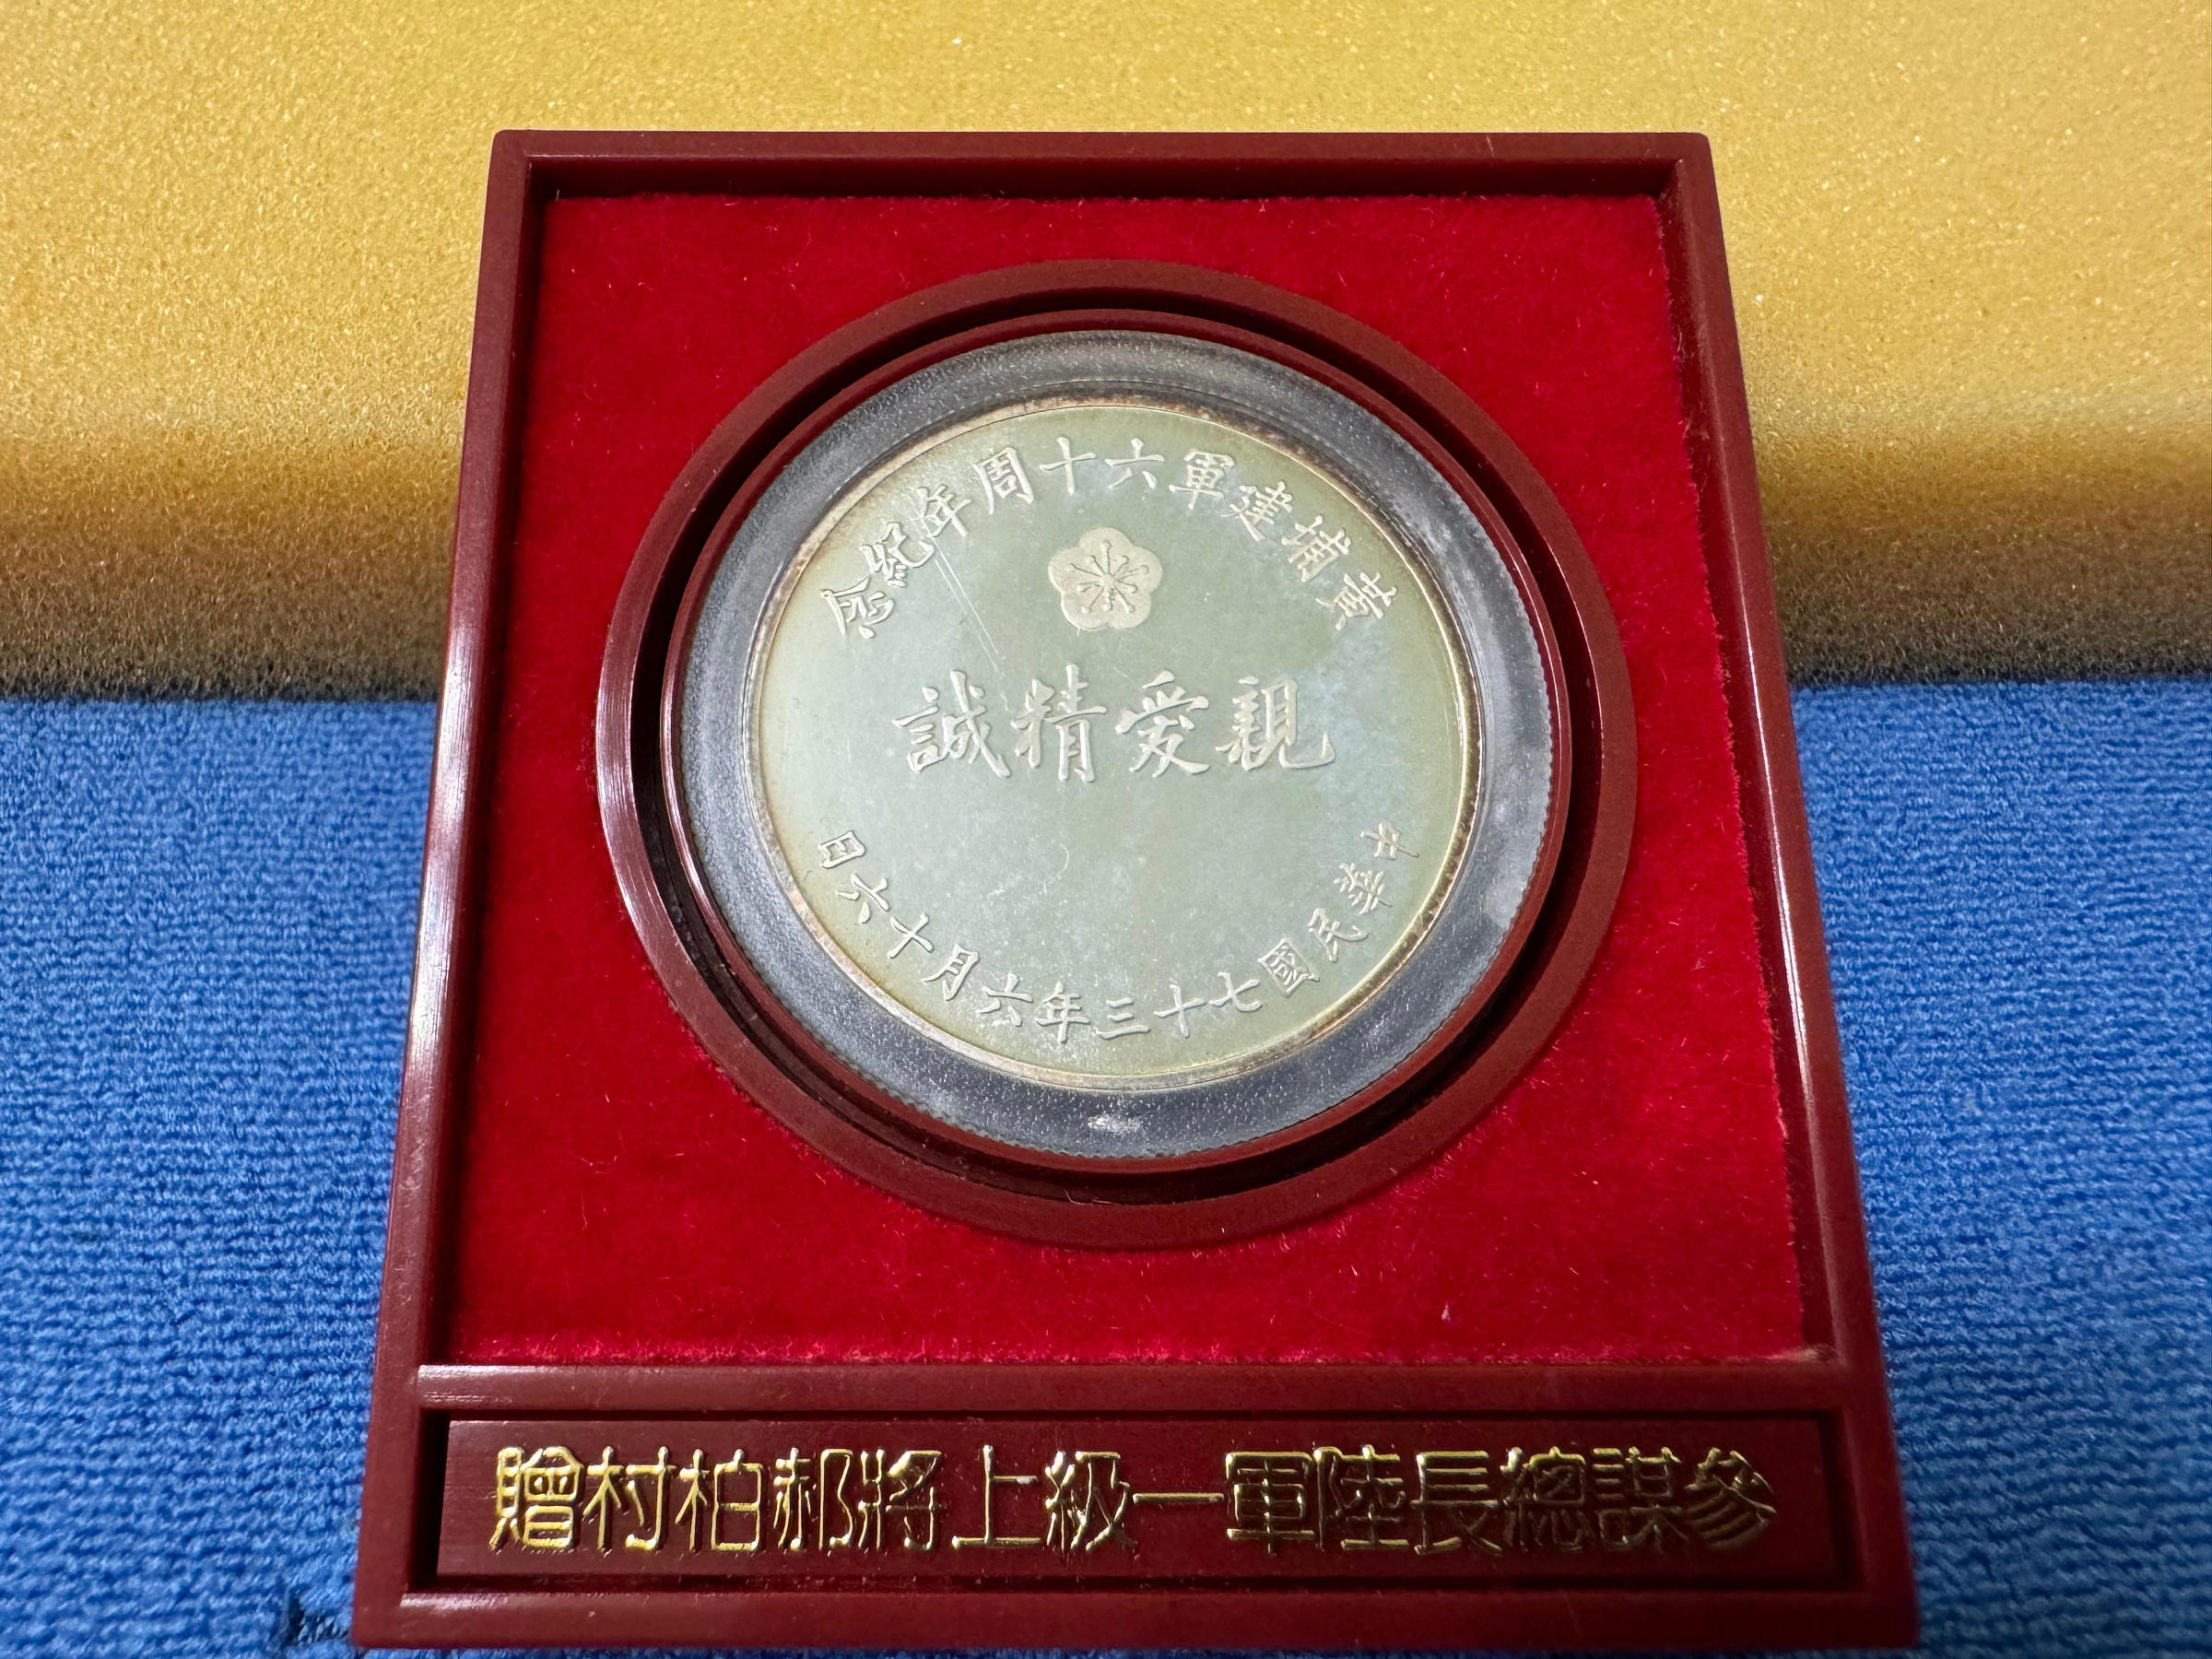 黃埔建軍六十周年紀念
親愛精誠
中華民國七十三年六月十六日
參謀總長陸軍一級上將郝柏村贈